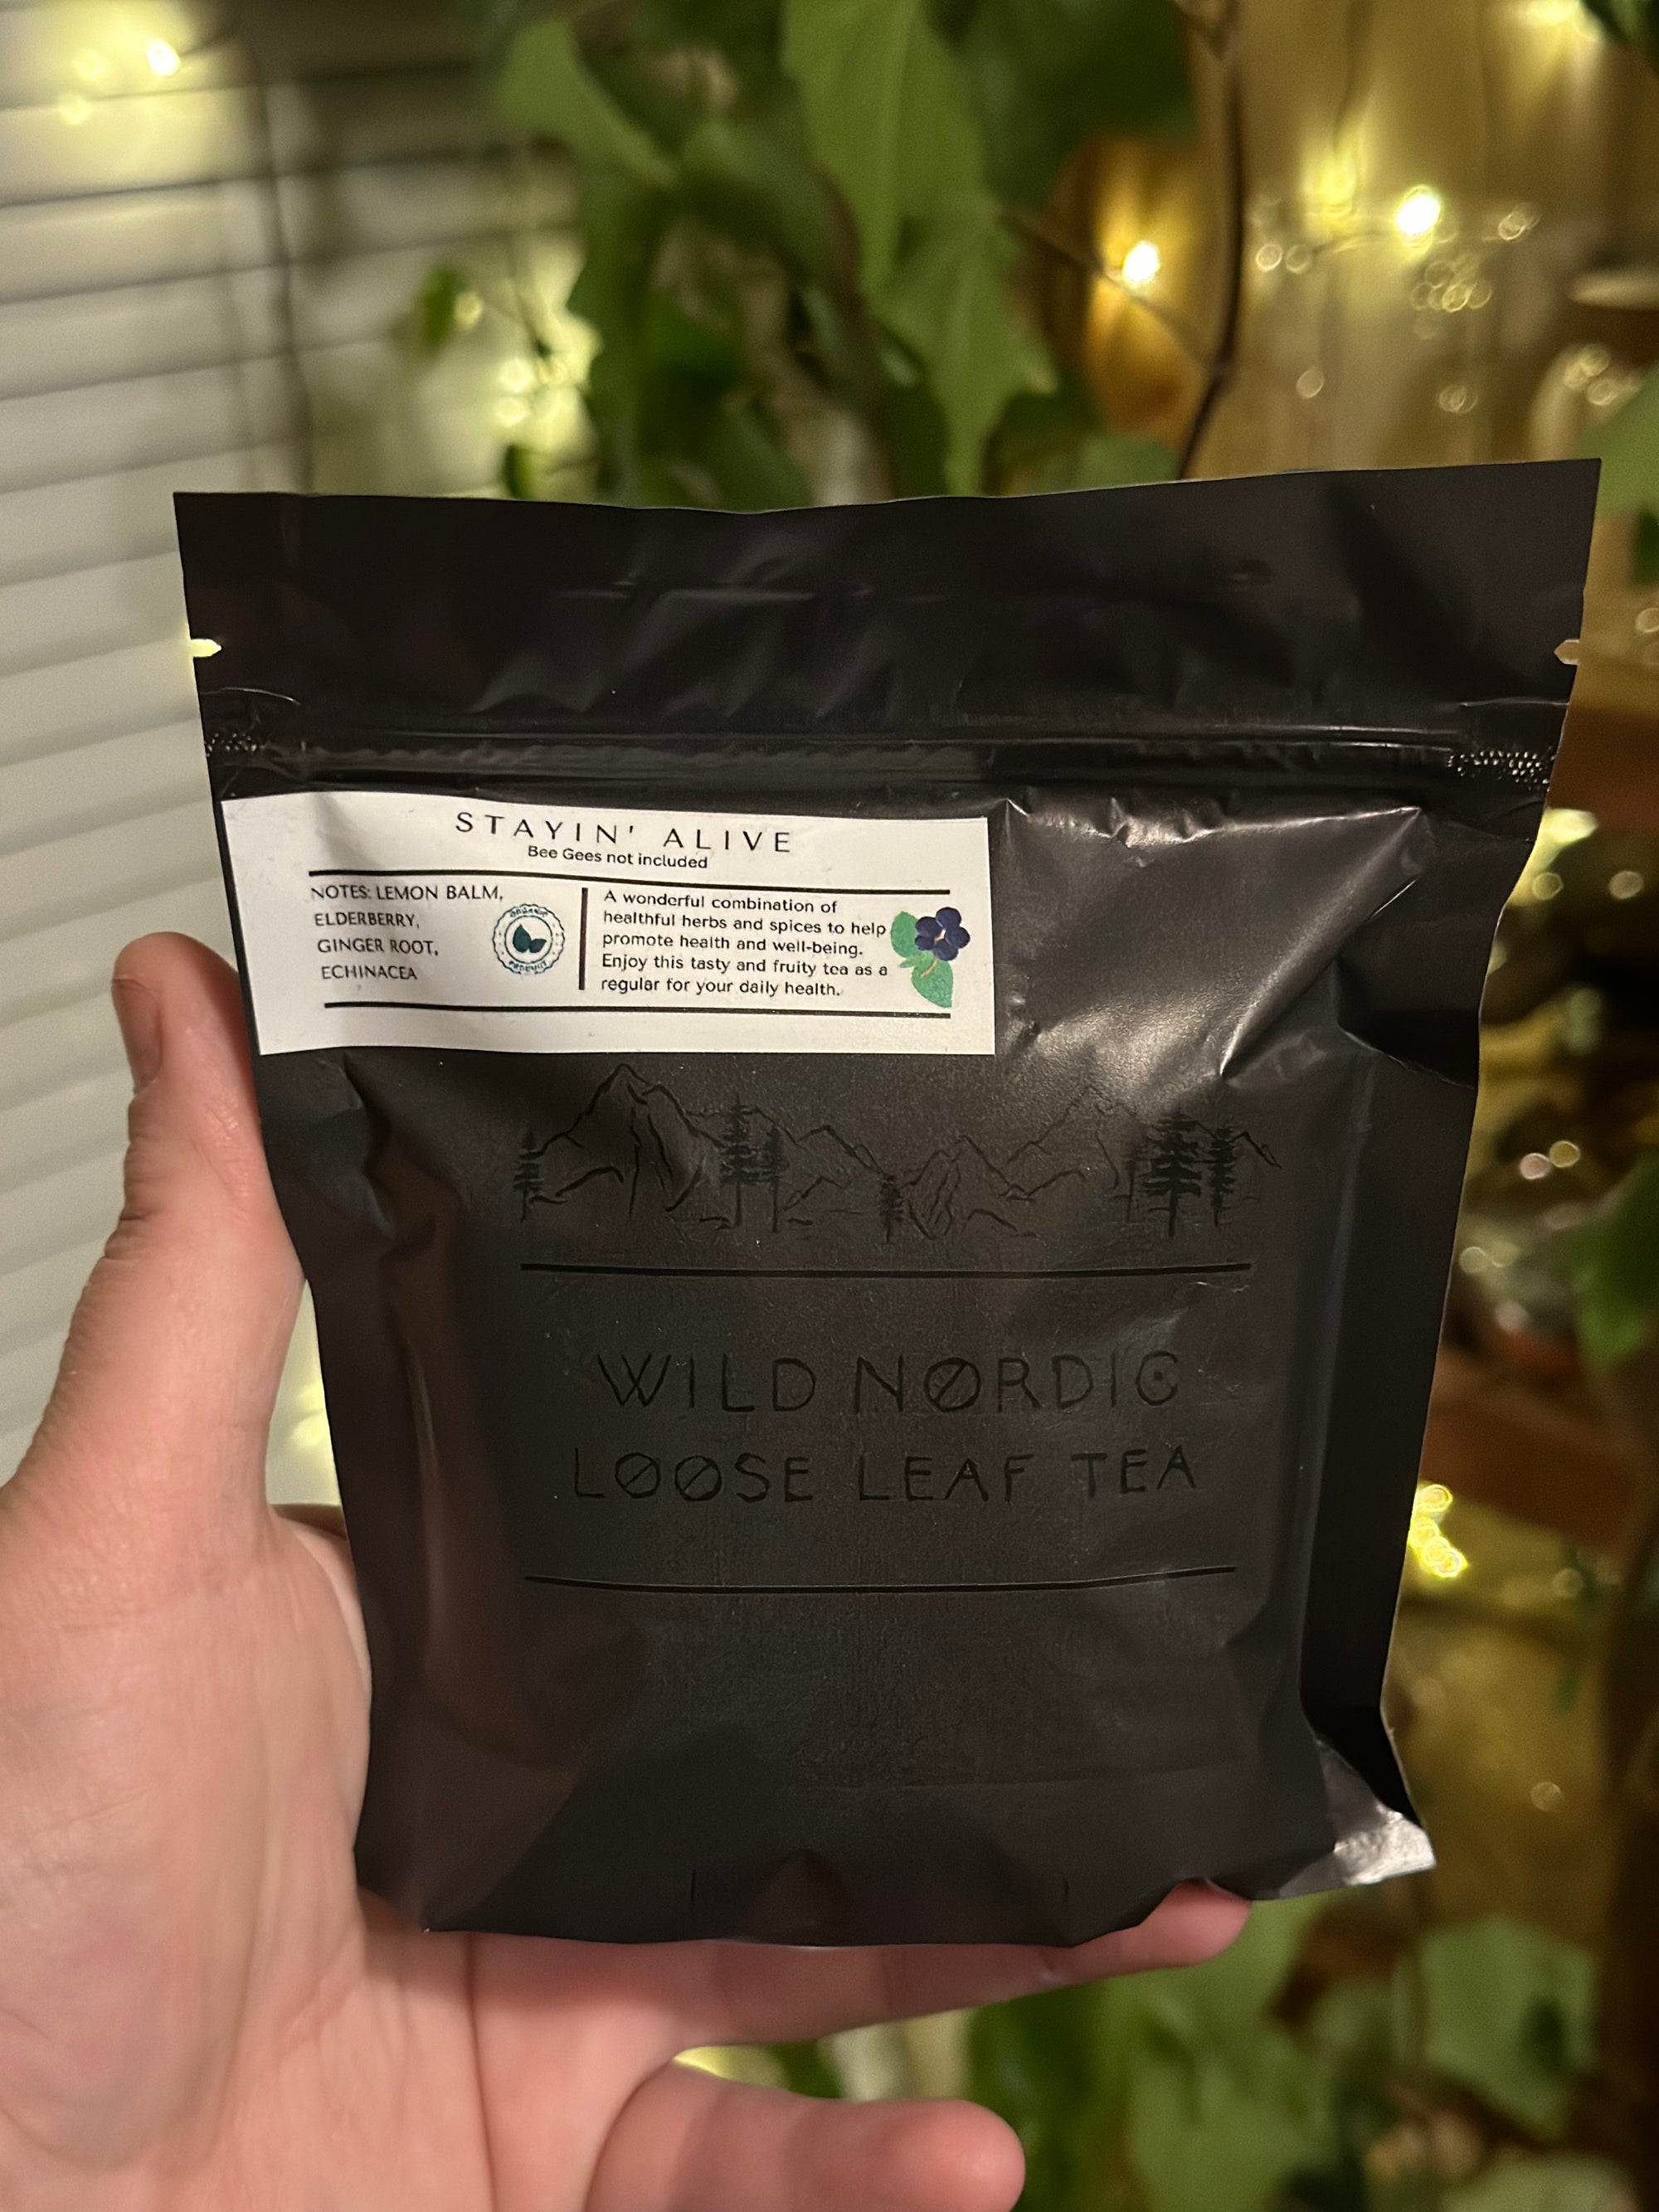 STAYIN' ALIVE
Bee Gees not included
NOTES: LEMON BALM,
ELDERBERRY,
GINGER ROOT,
ECHINACEA
ORGANIC
PRODUCT
A wonderful combination of
healthful herbs and spices to help
promote health and well-being.
Enjoy this tasty and fruity tea as a
regular for your daily health.
WILD NØRDIC
LØØSE LEAF TEA